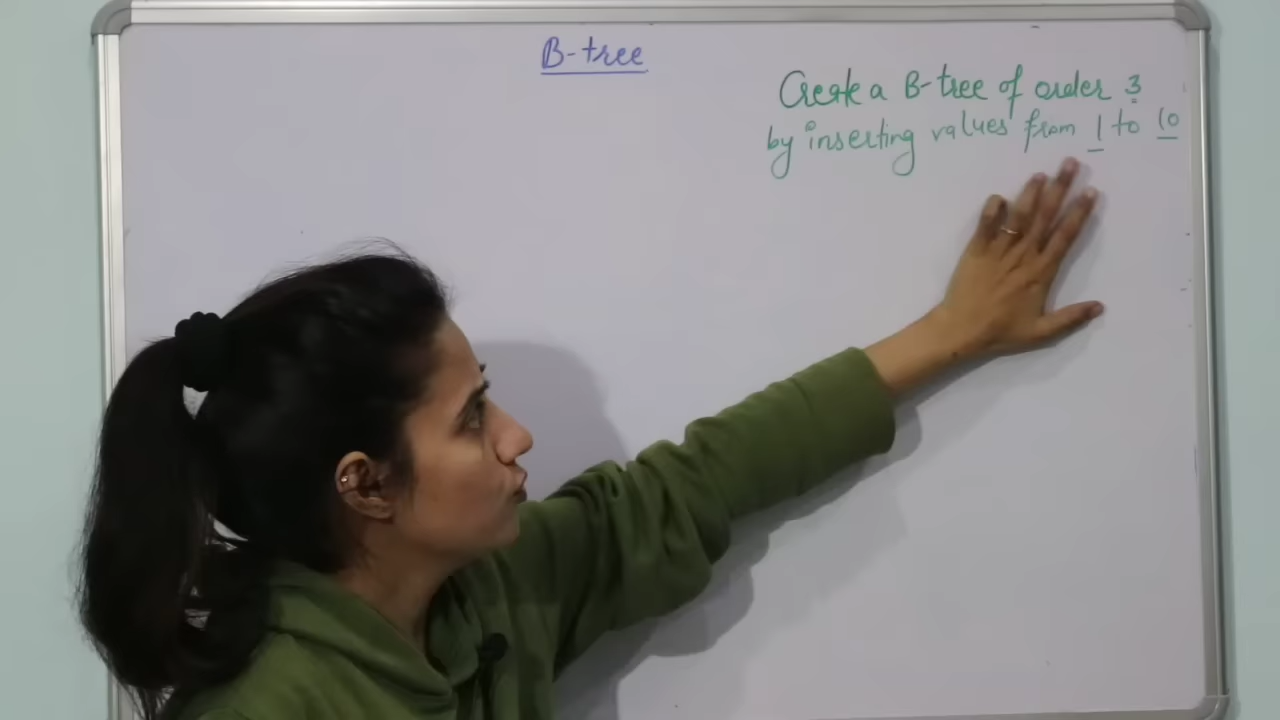 B-tree
Create a B-tree of order 3
by inserting values from 1 to 10